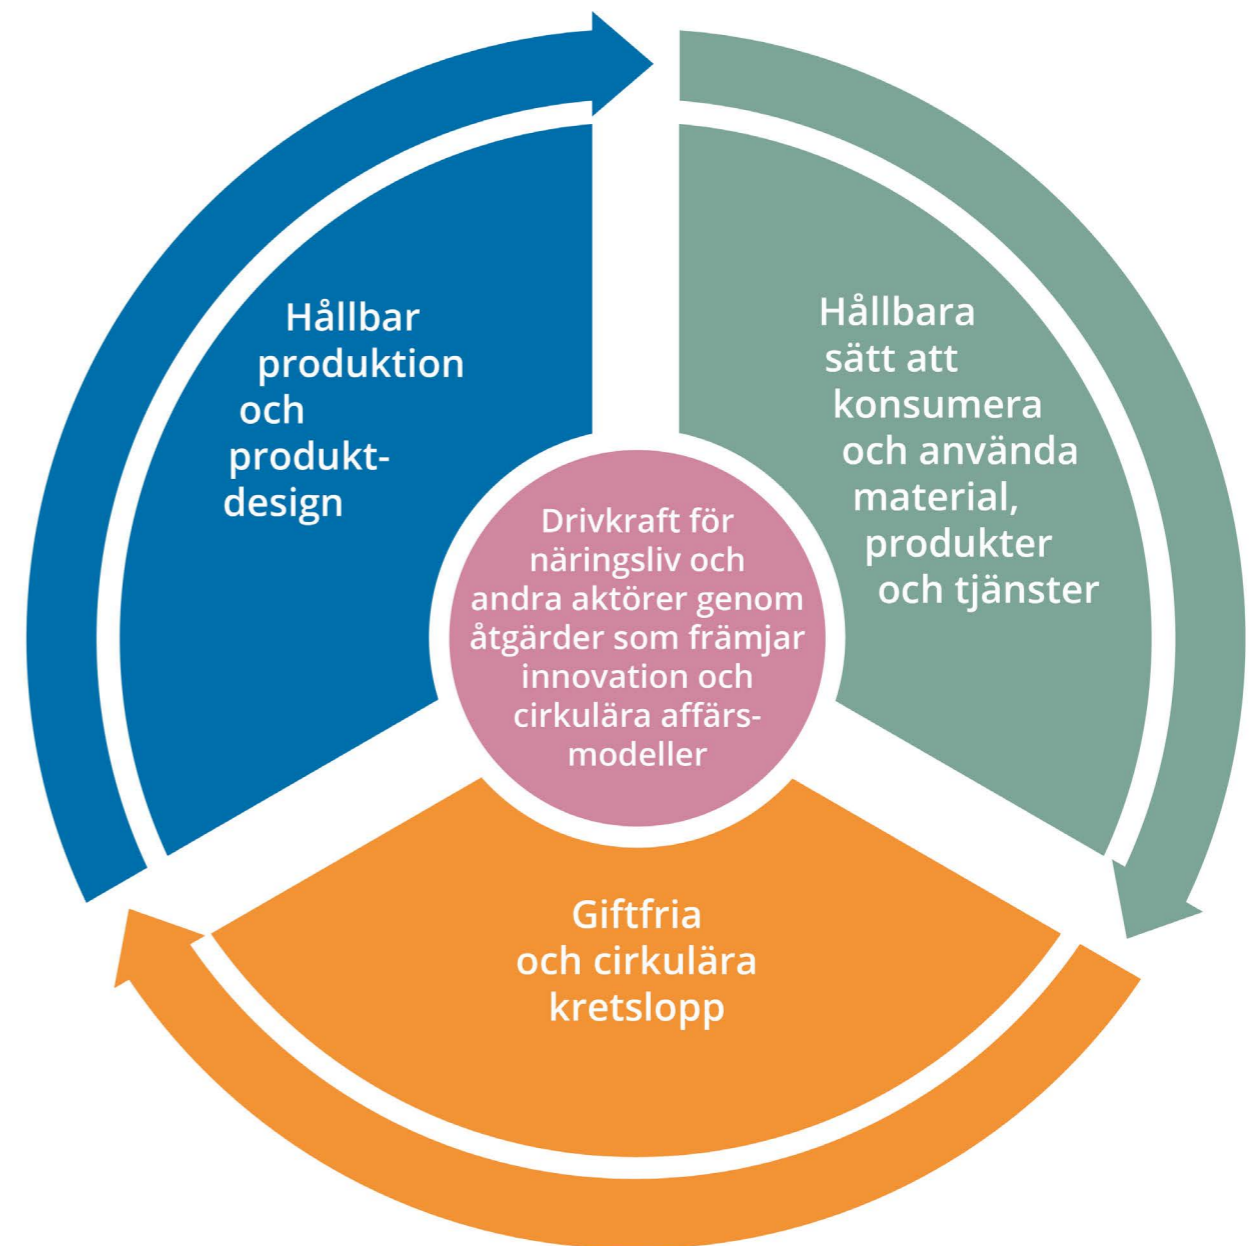 Hållbar
produktion
och
produkt-
design
Hållbara
sätt att
konsumera
och använda
material,
produkter
och tjänster
Drivkraft för
näringsliv och
andra aktörer genom
åtgärder som främjar
innovation och
cirkulära affärs-
modeller
Giftfria
och cirkulära
kretslopp